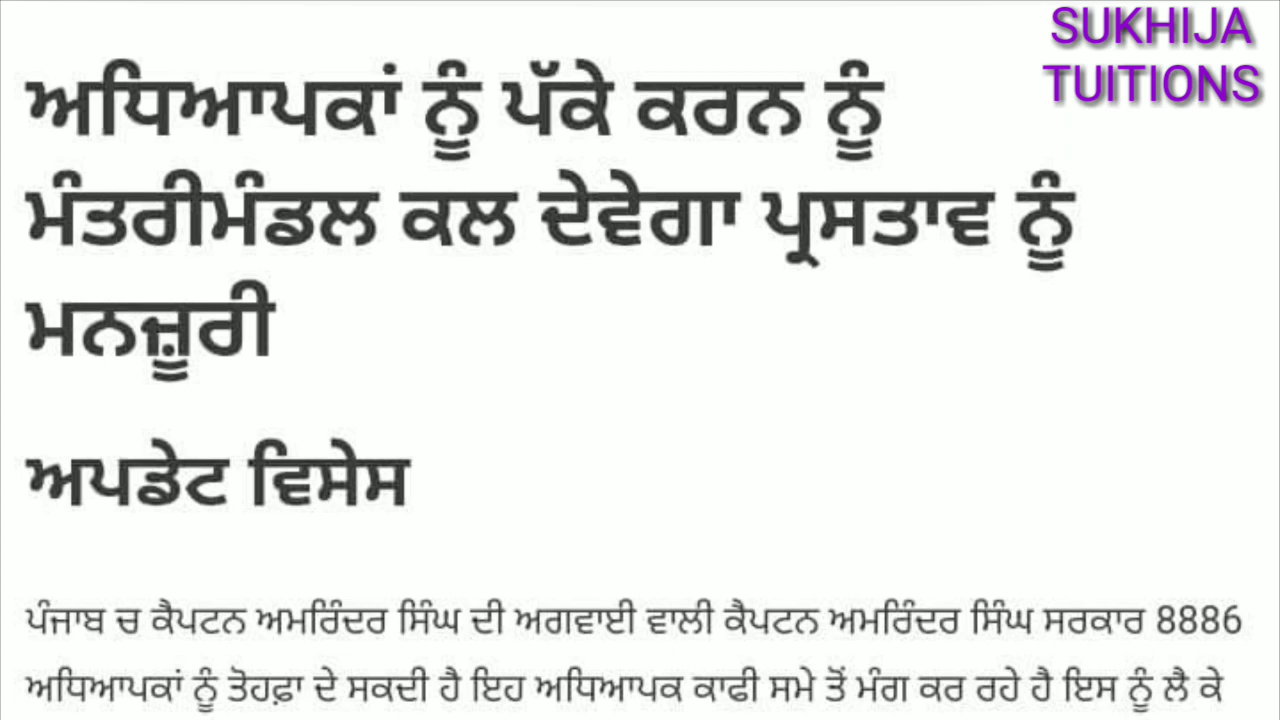 SUKHIJA
TUITIONS
ਅਧਿਆਪਕਾਂ ਨੂੰ ਪੱਕੇ ਕਰਨ ਨੂੰ
ਮੰਤਰੀਮੰਡਲ ਕਲ ਦੇਵੇਗਾ ਪ੍ਰਸਤਾਵ ਨੂੰ
ਮਨਜ਼ੂਰੀ
ਅਪਡੇਟ ਵਿਸੇਸ
ਪੰਜਾਬ ਚ ਕੈਪਟਨ ਅਮਰਿੰਦਰ ਸਿੰਘ ਦੀ ਅਗਵਾਈ ਵਾਲੀ ਕੈਪਟਨ ਅਮਰਿੰਦਰ ਸਿੰਘ ਸਰਕਾਰ 8886
ਅਧਿਆਪਕਾਂ ਨੂੰ ਤੋਹਫ਼ਾ ਦੇ ਸਕਦੀ ਹੈ ਇਹ ਅਧਿਆਪਕ ਕਾਫੀ ਸਮੇ ਤੋਂ ਮੰਗ ਕਰ ਰਹੇ ਹੈ ਇਸ ਨੂੰ ਲੈ ਕੇ